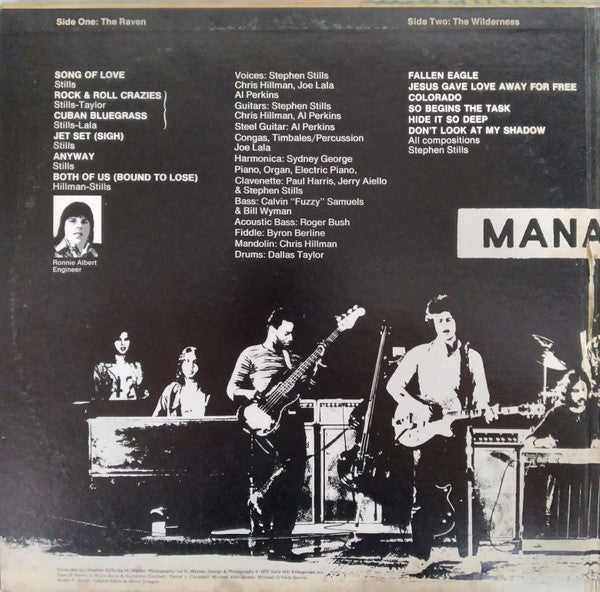 Side One: The Raven
SONG OF LOVE
Stills
ROCK & ROLL CRAZIES
Stills-Taylor
CUBAN BLUEGRASS
Stills-Lala
JET SET (SIGH)
Stills
ANYWAY
Stills
BOTH OF US (BOUND TO LOSE)
Hillman-Stills
Ronnie Albert
Engineer
Voices: Stephen Stills
Chris Hillman, Joe Lala
Al Perkins
Guitars: Stephen Stills
Chris Hillman, Al Perkins
Steel Guitar: Al Perkins
Congas, Timbales/Percussion
Joe Lala
Harmonica: Sydney George
Piano, Organ, Electric Piano,
Clavenette: Paul Harris, Jerry Aiello
& Stephen Stills
Bass: Calvin "Fuzzy" Samuels
& Bill Wyman
Acoustic Bass: Roger Bush
Fiddle: Byron Berline
Mandolin: Chris Hillman
Drums: Dallas Taylor
Side Two: The Wilderness
FALLEN EAGLE
JESUS GAVE LOVE AWAY FOR FREE
COLORADO
SO BEGINS THE TASK
HIDE IT SO DEEP
DON'T LOOK AT MY SHADOW
All compositions
Stephen Stills
MANA